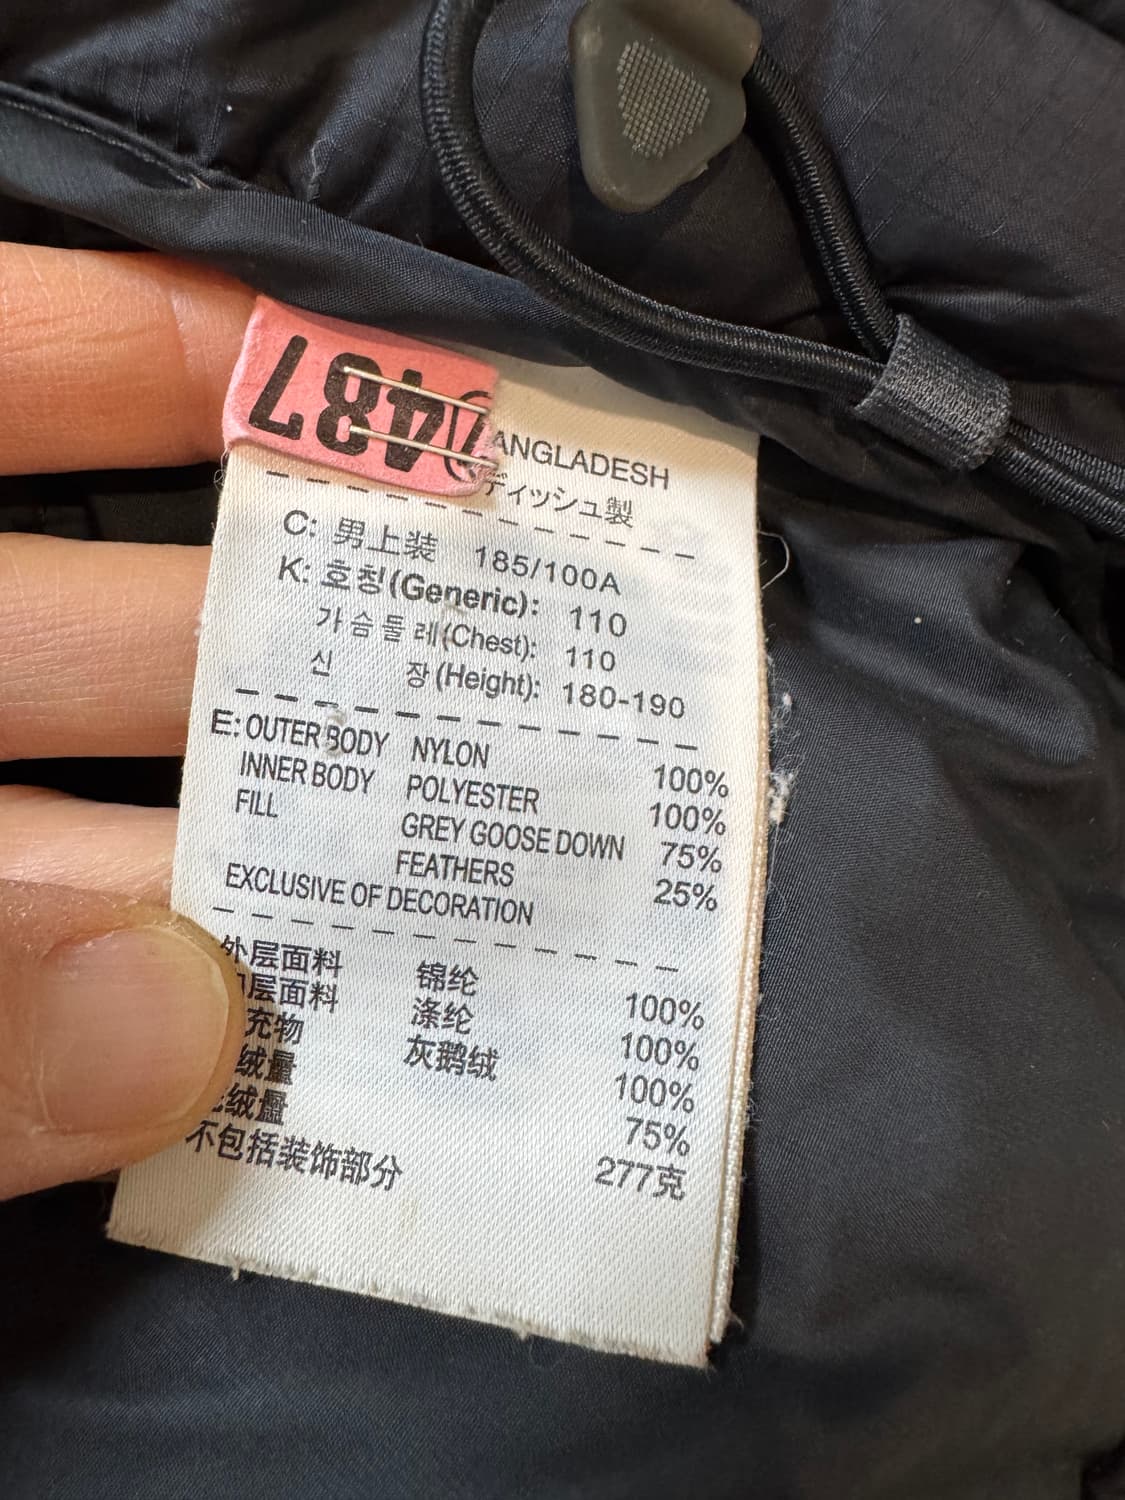 487
ANGLADESH
ディッシュ製
C: 男上装 185/100A
K: 호칭(Generic): 110
가슴둘레(Chest): 110
신 장(Height): 180-190
E: OUTER BODY NYLON 100%
INNER BODY POLYESTER 100%
FILL GREY GOOSE DOWN 75%
FEATHERS 25%
EXCLUSIVE OF DECORATION
外层面料 锦纶 100%
层面料 涤纶 100%
充物 灰鹅绒 100%
绒量 75%
绒量 277克
不包括装饰部分